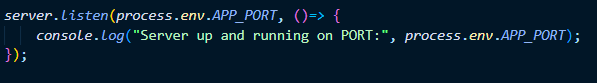 server.listen(process.env.APP_PORT, ()=> {
    console.log("Server up and running on PORT:", process.env.APP_PORT);
});